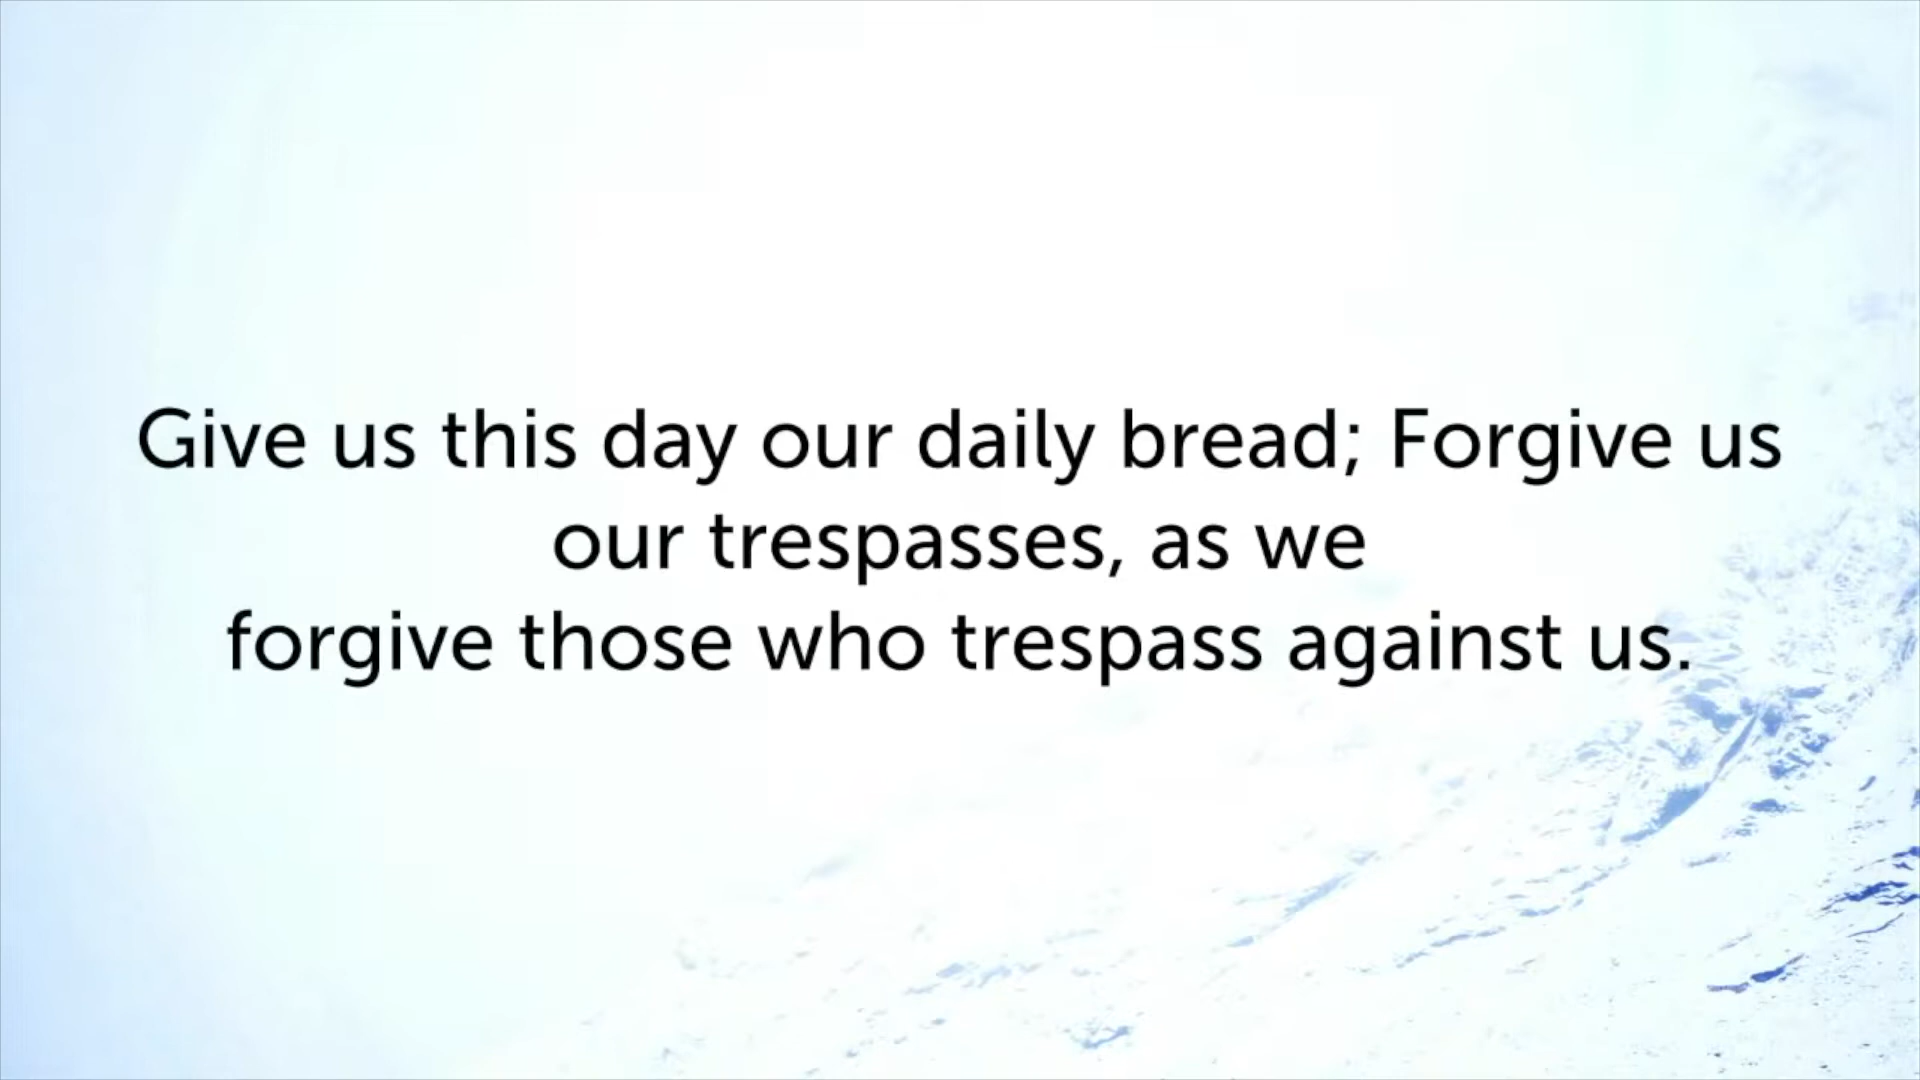 Give us this day our daily bread; Forgive us
our trespasses, as we
forgive those who trespass against us.